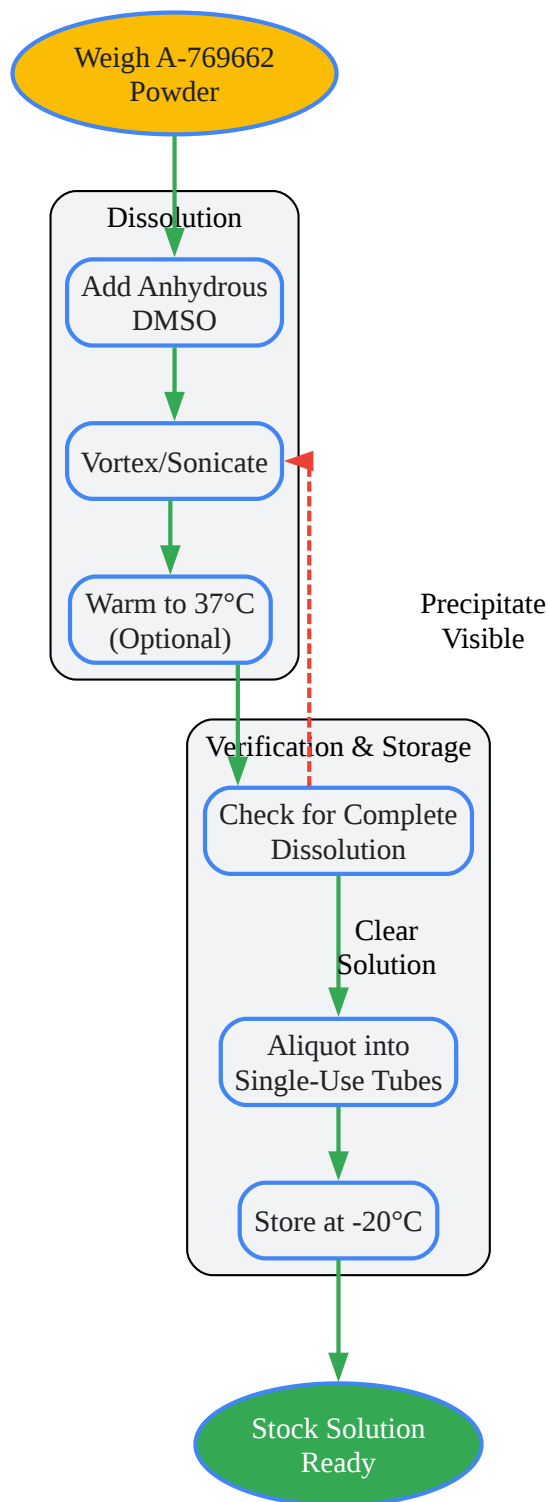 Weigh A-769662
Powder
Dissolution
Add Anhydrous
DMSO
Vortex/Sonicate
Warm to 37°C
(Optional)
Precipitate
Visible
Verification & Storage
Check for Complete
Dissolution
Clear
Solution
Aliquot into
Single-Use Tubes
Store at -20°C
Stock Solution
Ready